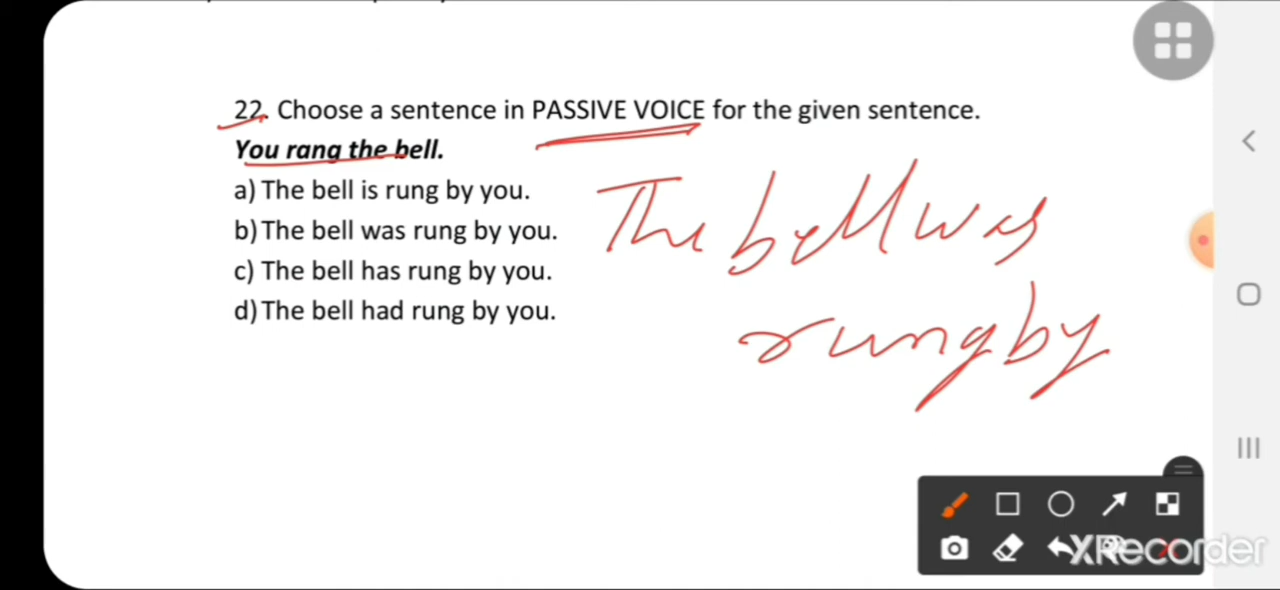 22. Choose a sentence in PASSIVE VOICE for the given sentence.
You rang the bell.
a) The bell is rung by you.
b) The bell was rung by you.
c) The bell has rung by you.
d) The bell had rung by you.
The bell was
rung by
XRecorder